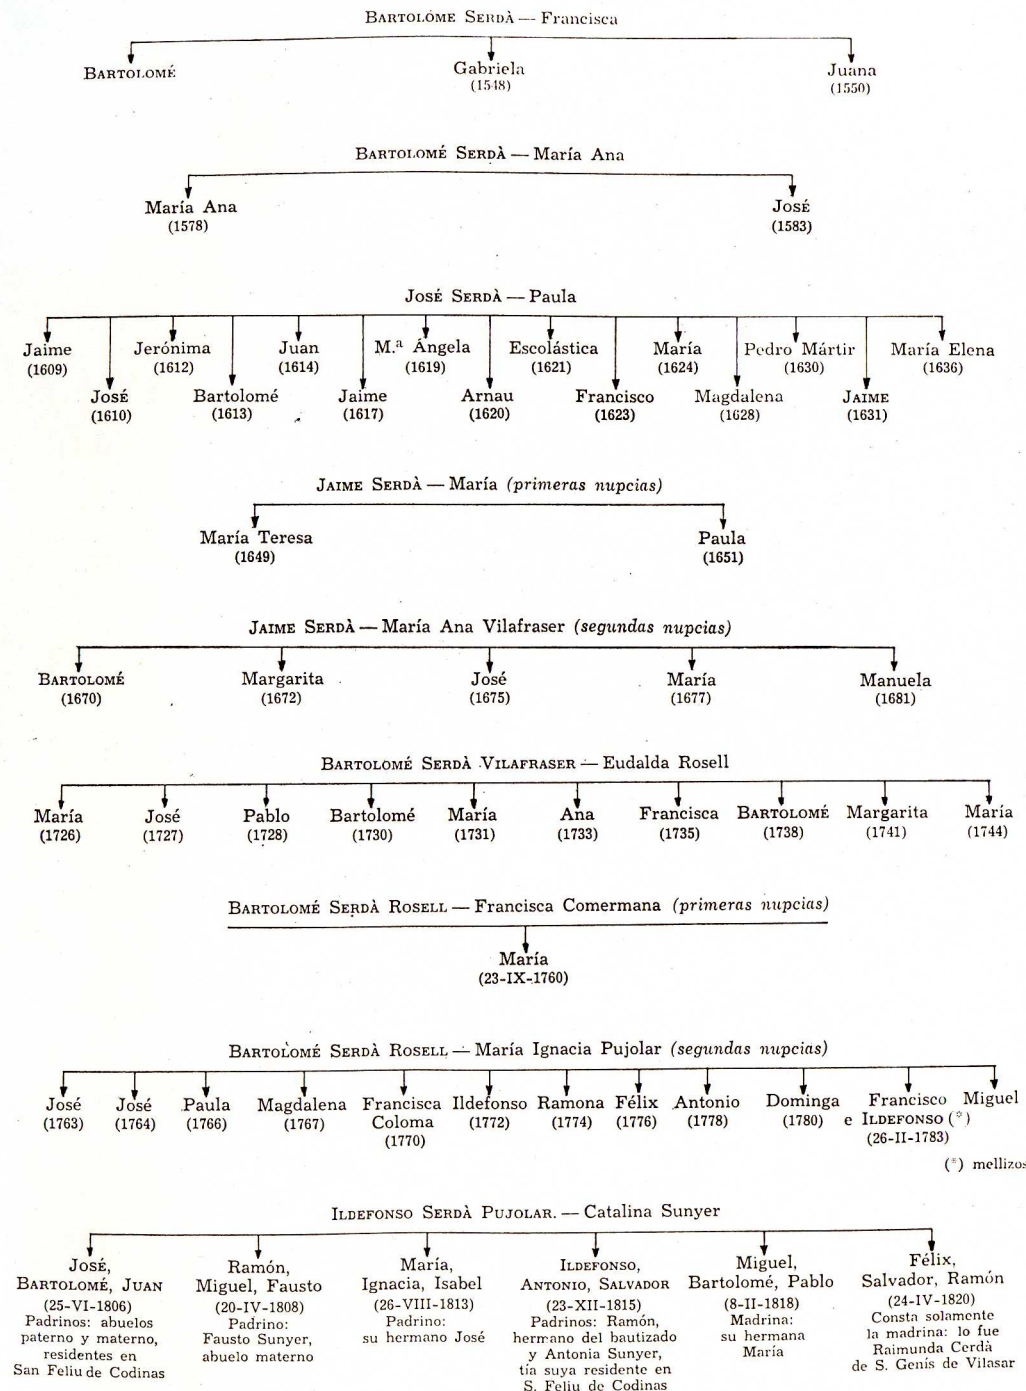 BARTOLOMÉ SERDÀ — Francisca
BARTOLOMÉ
Gabriela
(1548)
Juana
(1550)
BARTOLOMÉ SERDÀ — María Ana
María Ana
(1578)
JOSÉ
(1583)
JOSÉ SERDÀ — Paula
Jaime
(1609)
JOSÉ
(1610)
Jerónima
(1612)
Bartolomé
(1613)
Juan
(1614)
Jaime
(1617)
M.ª Ángela
(1619)
Arnau
(1620)
Escolástica
(1621)
Francisco
(1623)
María
(1624)
Magdalena
(1628)
Pedro Mártir
(1630)
JAIME
(1631)
María Elena
(1636)
JAIME SERDÀ — María (primeras nupcias)
María Teresa
(1649)
Paula
(1651)
JAIME SERDÀ — María Ana Vilafraser (segundas nupcias)
BARTOLOMÉ
(1670)
Margarita
(1672)
José
(1675)
María
(1677)
Manuela
(1681)
BARTOLOMÉ SERDÀ VILAFRASER — Eudalda Rosell
María
(1726)
José
(1727)
Pablo
(1728)
Bartolomé
(1730)
María
(1731)
Ana
(1733)
Francisca
(1735)
BARTOLOMÉ
(1738)
Margarita
(1741)
María
(1744)
BARTOLOMÉ SERDÀ ROSELL — Francisca Comermana (primeras nupcias)
María
(23-IX-1760)
BARTOLOMÉ SERDÀ ROSELL — María Ignacia Pujolar (segundas nupcias)
José
(1763)
José
(1764)
Paula
(1766)
Magdalena
(1767)
Francisca
Coloma
(1770)
Ildefonso
(1772)
Ramona
(1774)
Félix
(1776)
Antonio
(1778)
Dominga
(1780)
Francisco
e ILDEFONSO (*)
(26-II-1783)
Miguel
(*) mellizos
ILDEFONSO SERDÀ PUJOLAR. — Catalina Sunyer
JOSÉ,
BARTOLOMÉ, JUAN
(25-VI-1806)
Padrinos: abuelos
paterno y materno,
residentes en
San Feliu de Codinas
Ramón,
Miguel, Fausto
(20-IV-1808)
Padrino:
Fausto Sunyer,
abuelo materno
María,
Ignacia, Isabel
(26-VIII-1813)
Padrino:
su hermano José
ILDEFONSO,
ANTONIO, SALVADOR
(23-XII-1815)
Padrinos: Ramón,
hermano del bautizado
y Antonia Sunyer,
tía suya residente en
S. Feliu de Codinas
Miguel,
Bartolomé, Pablo
(8-II-1818)
Madrina:
su hermana
María
Félix,
Salvador, Ramón
(24-IV-1820)
Consta solamente
la madrina: lo fue
Raimunda Cerdà
de S. Genís de Vilasar